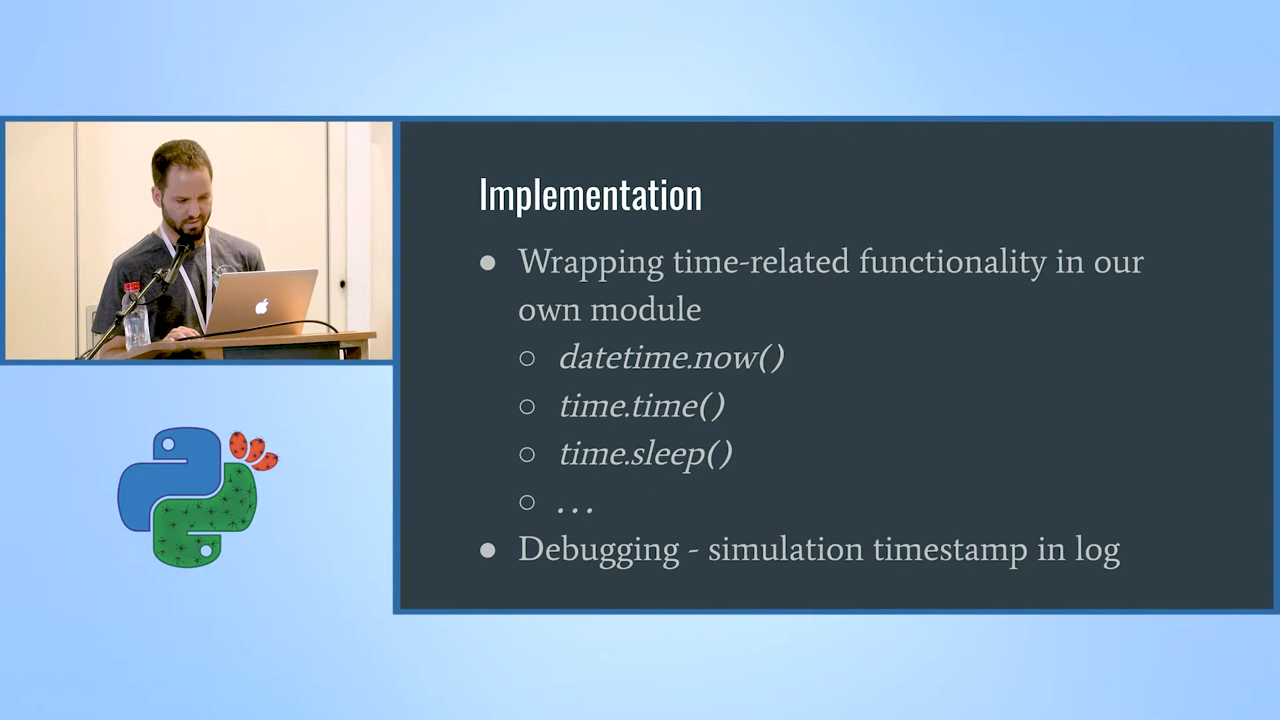 Implementation
● Wrapping time-related functionality in our
own module
○ datetime.now()
○ time.time()
○ time.sleep()
○ ...
● Debugging - simulation timestamp in log